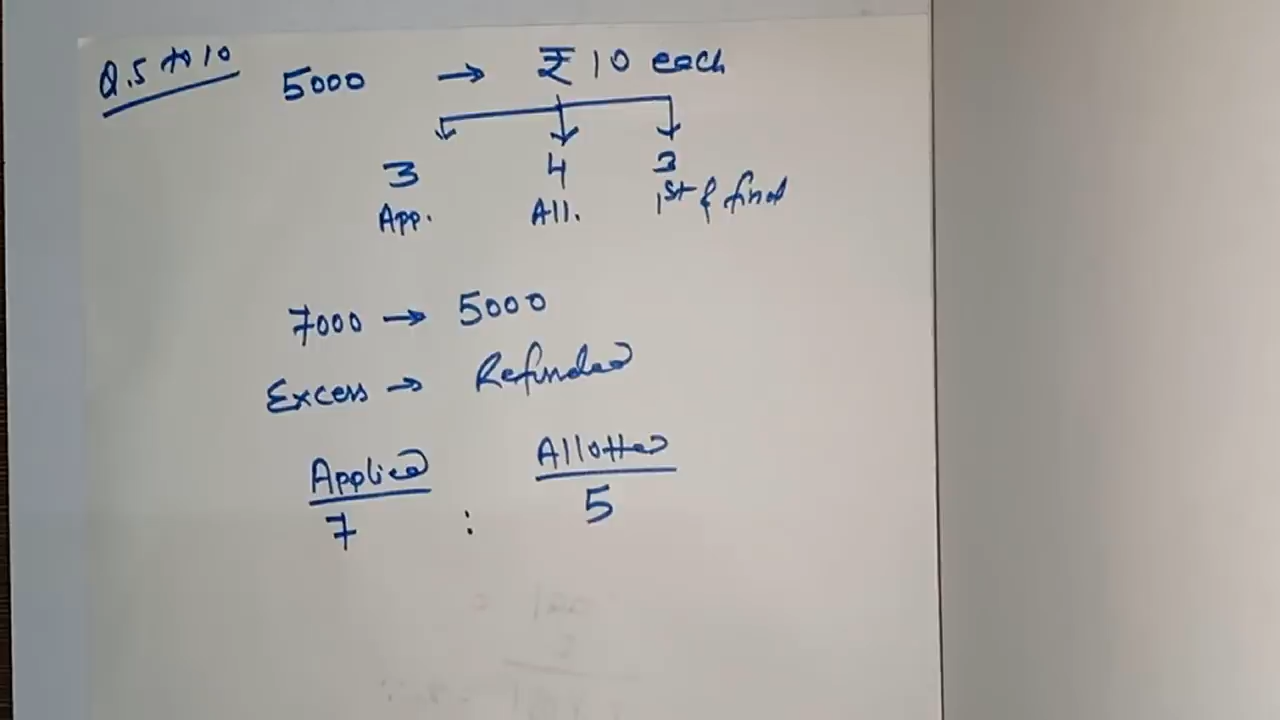 Q.5 to 10
5000 → ₹ 10 each
3 4 3
App. All. 1st & final
7000 → 5000
Excess → Refunded
Applied Allotted
7 : 5